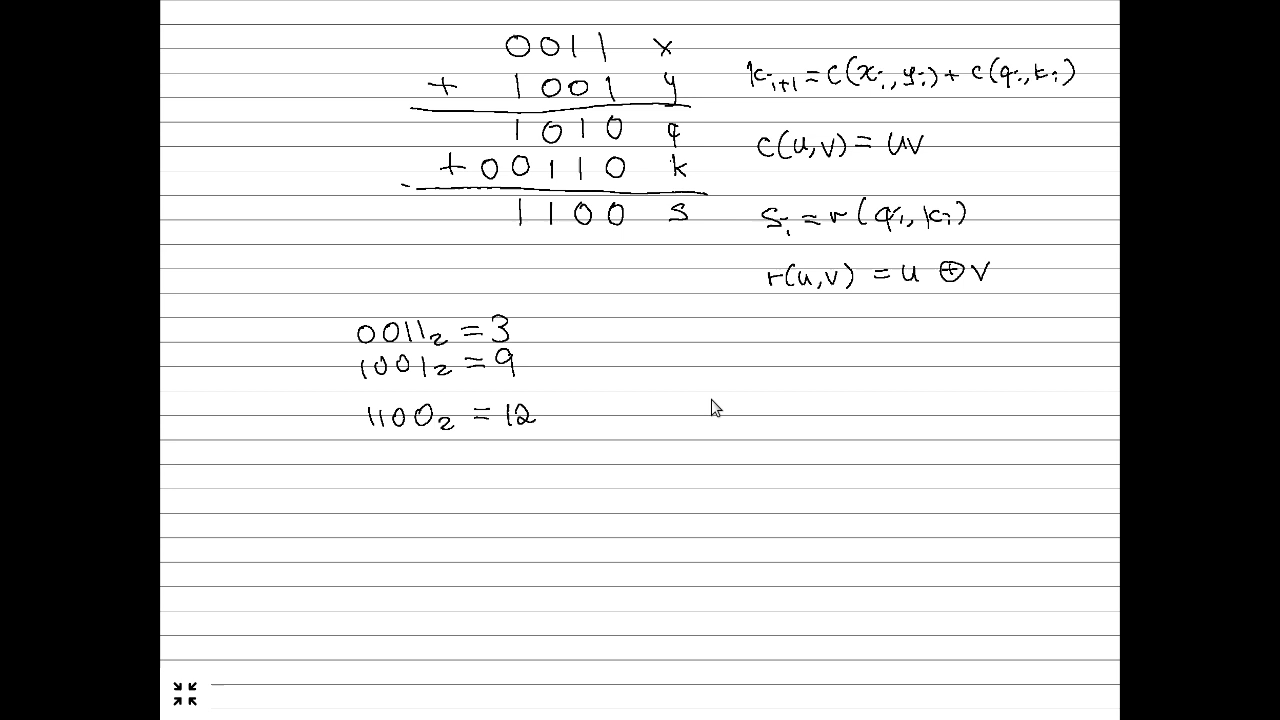 0011 x
+ 1001 y
1010 q
+00110 k
1100 s
k_{i+1} = c(x_i, y_i) + c(q_i, k_i)
c(u,v) = uv
s_i = r(q_i, k_i)
r(u,v) = u ⊕ v
0011₂ = 3
1001₂ = 9
1100₂ = 12